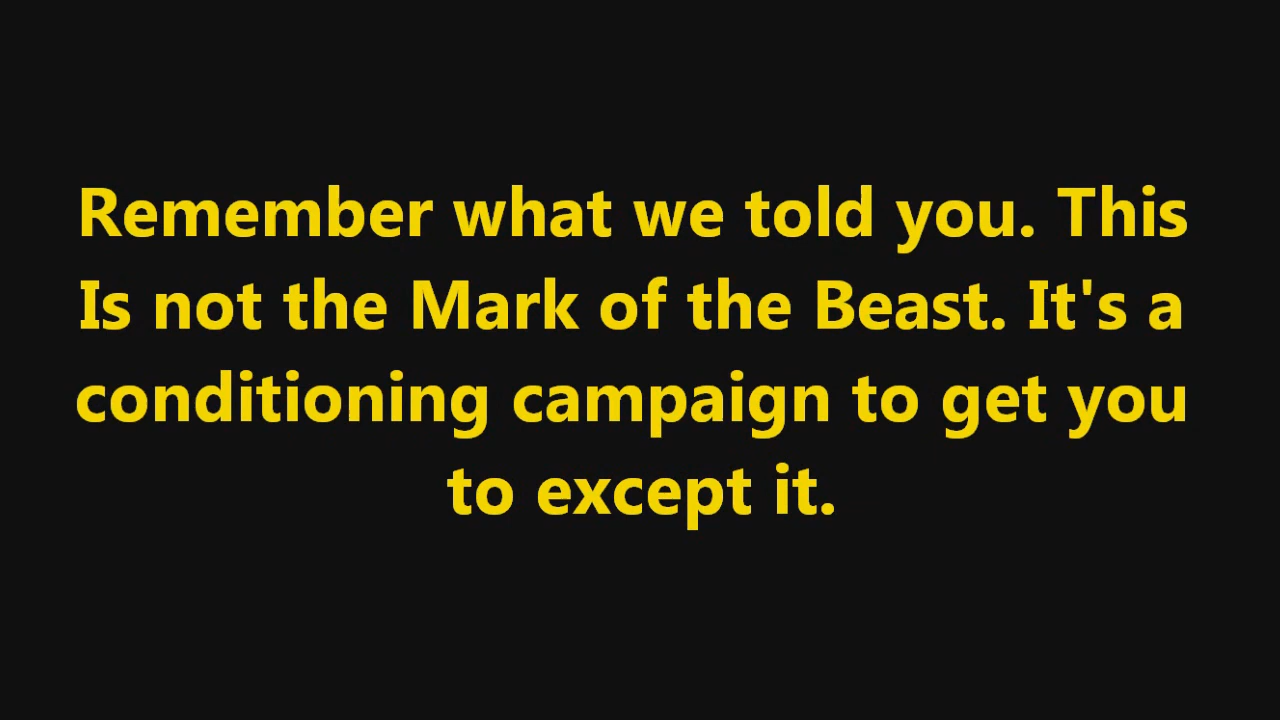 Remember what we told you. This
Is not the Mark of the Beast. It's a
conditioning campaign to get you
to except it.